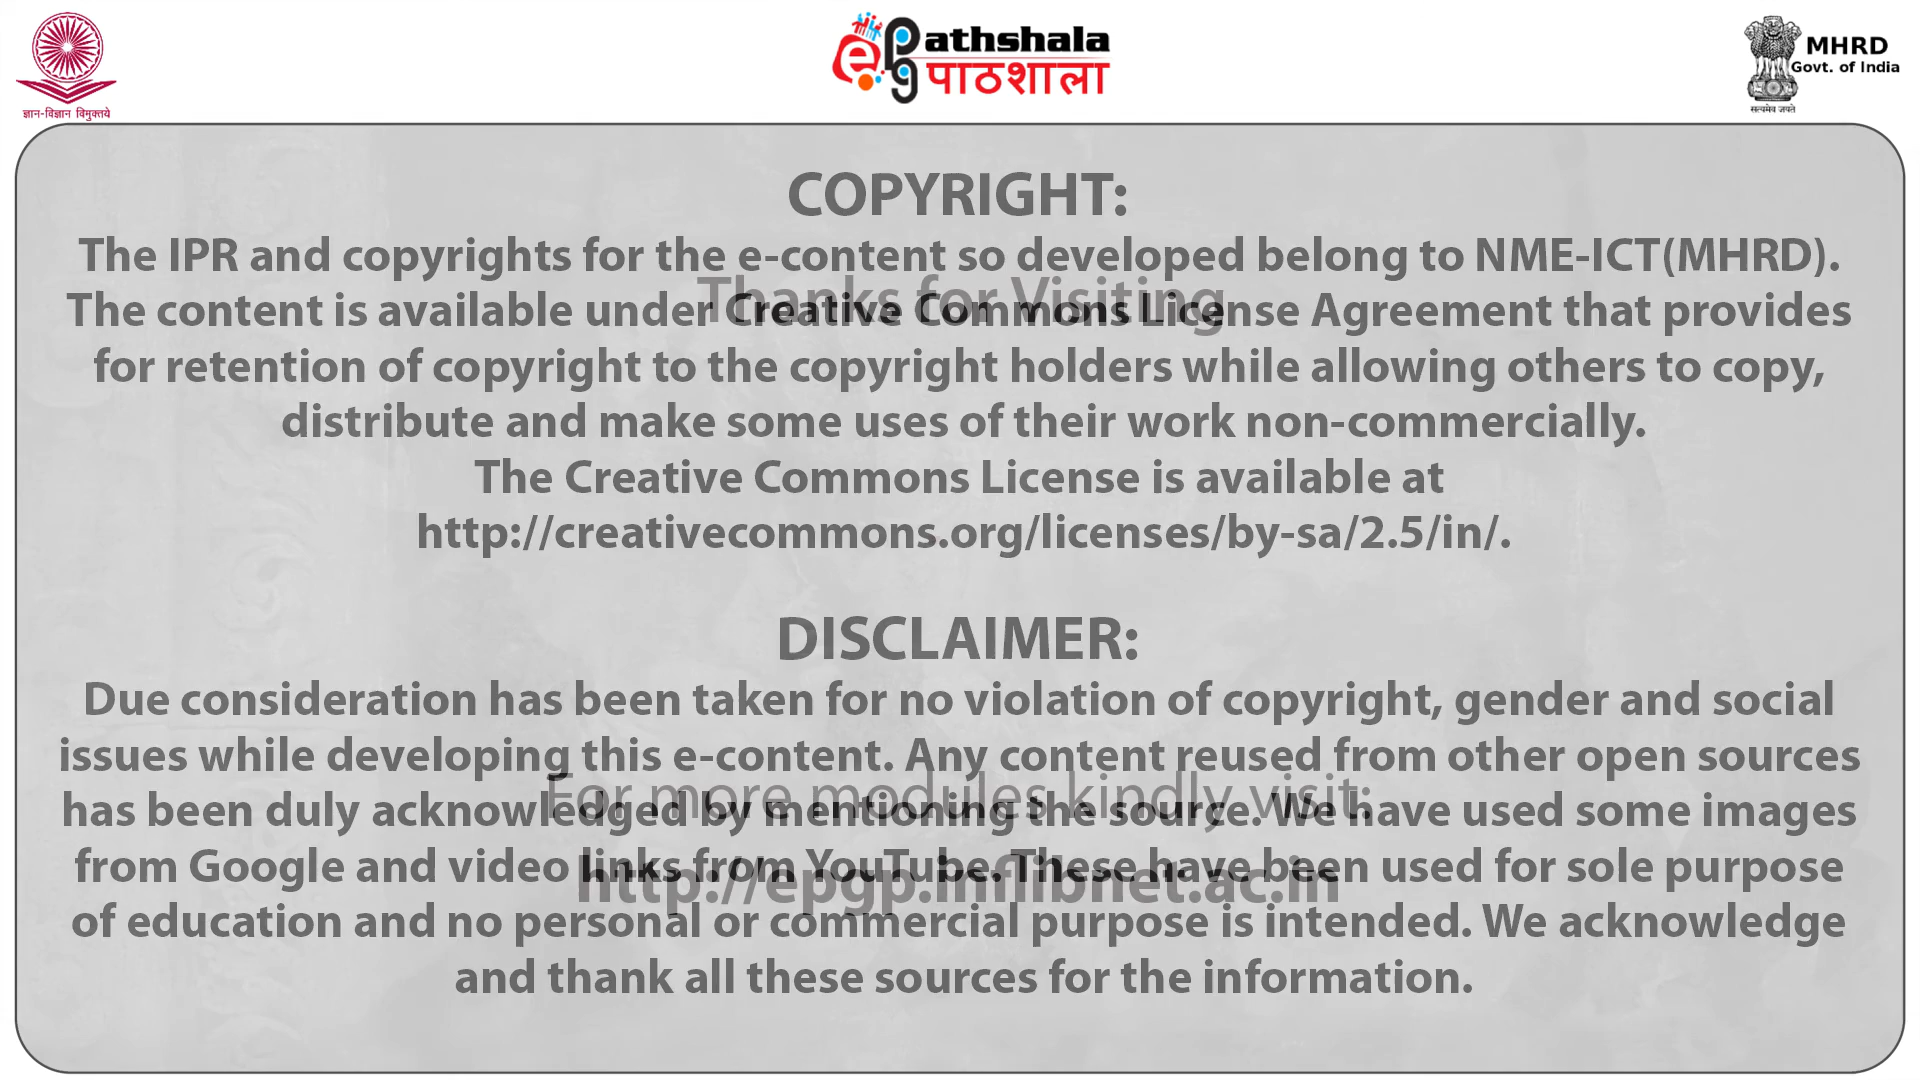 ज्ञान-विज्ञान विमुक्तये
ePG Pathshala
पाठशाला
MHRD
Govt. of India
सत्यमेव जयते
COPYRIGHT:
The IPR and copyrights for the e-content so developed belong to NME-ICT(MHRD).
Thanks for Visiting
The content is available under Creative Commons License Agreement that provides
for retention of copyright to the copyright holders while allowing others to copy,
distribute and make some uses of their work non-commercially.
The Creative Commons License is available at
http://creativecommons.org/licenses/by-sa/2.5/in/.
DISCLAIMER:
Due consideration has been taken for no violation of copyright, gender and social
issues while developing this e-content. Any content reused from other open sources
For more modules kindly visit:
has been duly acknowledged by mentioning the source. We have used some images
from Google and video links from YouTube. These have been used for sole purpose
http://epgp.inflibnet.ac.in
of education and no personal or commercial purpose is intended. We acknowledge
and thank all these sources for the information.